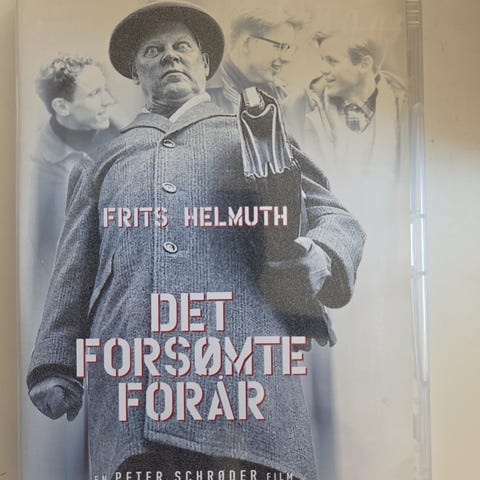 FRITS HELMUTH
DET
FORSØMTE
FORÅR
EN PETER SCHRØDER FILM